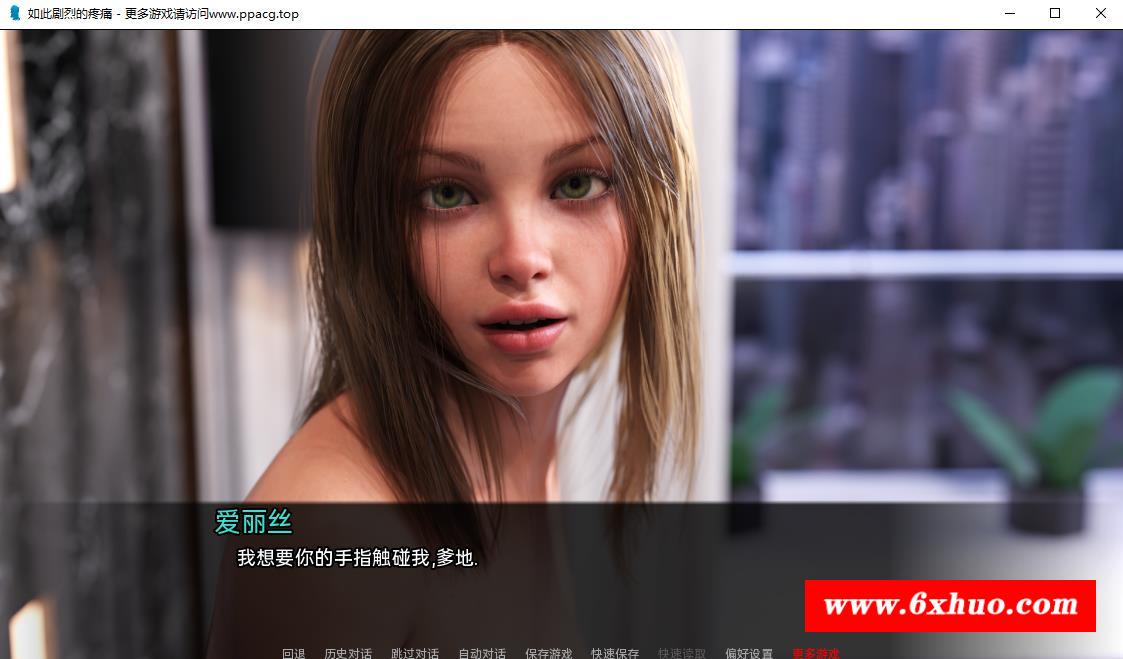 如此剧烈的疼痛 - 更多游戏请访问www.ppacg.top
爱丽丝
我想要你的手指触碰我,爹地.
www.6xhuo.com
回退 历史对话 跳过对话 自动对话 保存游戏 快速保存 快速读取 偏好设置 更多游戏